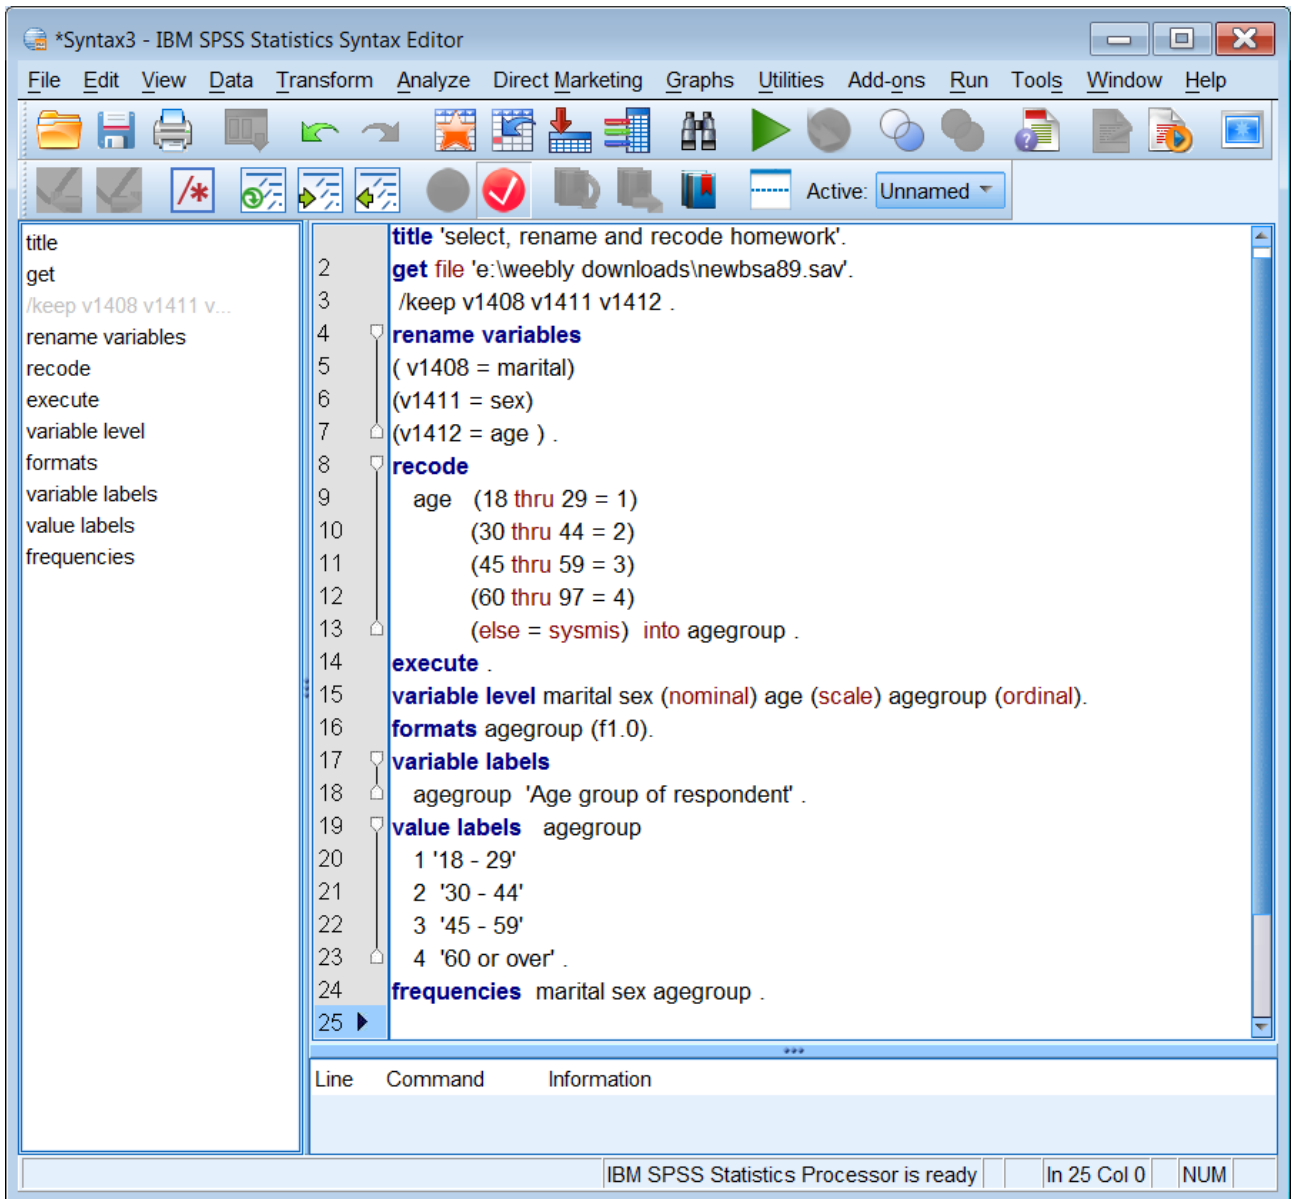 *Syntax3 - IBM SPSS Statistics Syntax Editor
File Edit View Data Transform Analyze Direct Marketing Graphs Utilities Add-ons Run Tools Window Help
Active: Unnamed
title
get
/keep v1408 v1411 v...
rename variables
recode
execute
variable level
formats
variable labels
value labels
frequencies
title 'select, rename and recode homework'.
2 get file 'e:\weebly downloads\newbsa89.sav'.
3 /keep v1408 v1411 v1412 .
4 rename variables
5 ( v1408 = marital)
6 (v1411 = sex)
7 (v1412 = age ) .
8 recode
9 age (18 thru 29 = 1)
10 (30 thru 44 = 2)
11 (45 thru 59 = 3)
12 (60 thru 97 = 4)
13 (else = sysmis) into agegroup .
14 execute .
15 variable level marital sex (nominal) age (scale) agegroup (ordinal).
16 formats agegroup (f1.0).
17 variable labels
18 agegroup 'Age group of respondent' .
19 value labels agegroup
20 1 '18 - 29'
21 2 '30 - 44'
22 3 '45 - 59'
23 4 '60 or over' .
24 frequencies marital sex agegroup .
25
Line Command Information
IBM SPSS Statistics Processor is ready In 25 Col 0 NUM